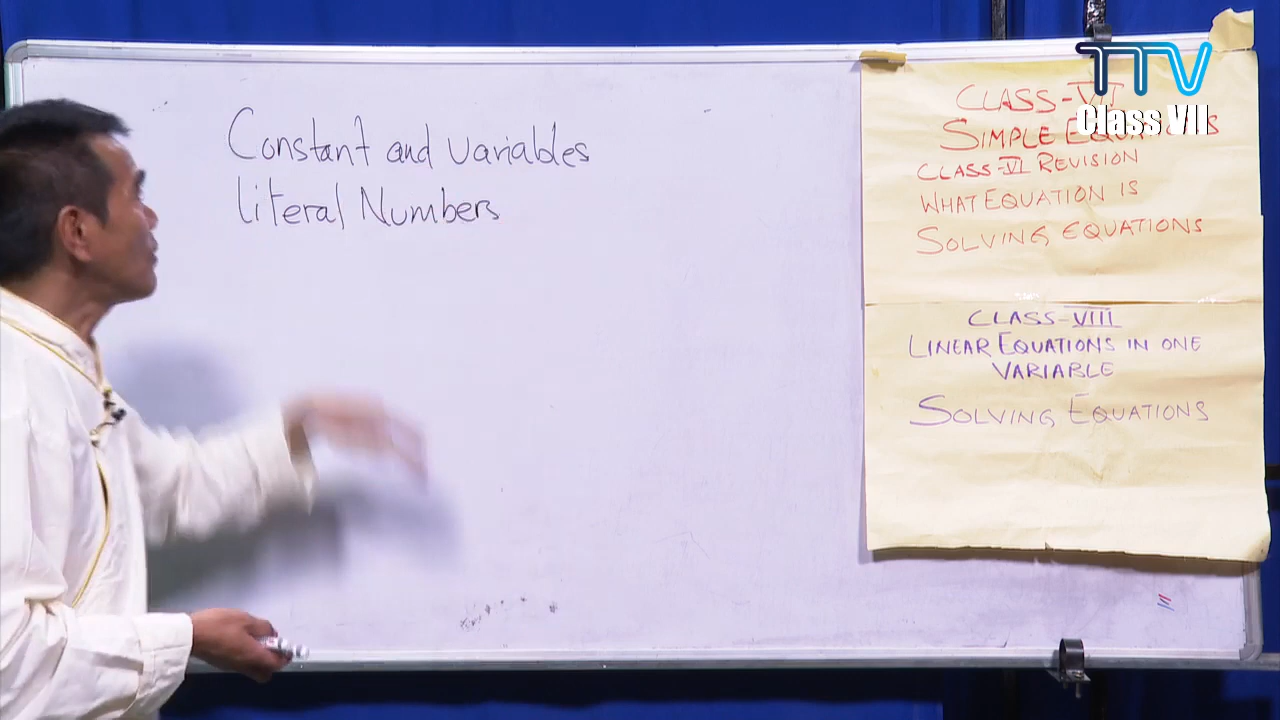 Constant and variables
literal Numbers
TTV
Class VII
CLASS-VII
SIMPLE
CLASS-VI REVISION
WHAT EQUATION IS
SOLVING EQUATIONS
CLASS-VIII
LINEAR EQUATIONS IN ONE
VARIABLE
SOLVING EQUATIONS